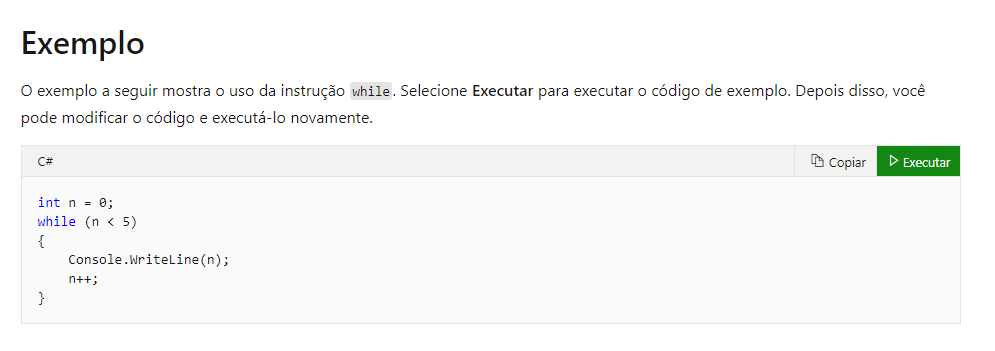 Exemplo
O exemplo a seguir mostra o uso da instrução while. Selecione Executar para executar o código de exemplo. Depois disso, você
pode modificar o código e executá-lo novamente.
C# Copiar Executar
int n = 0;
while (n < 5)
{
    Console.WriteLine(n);
    n++;
}